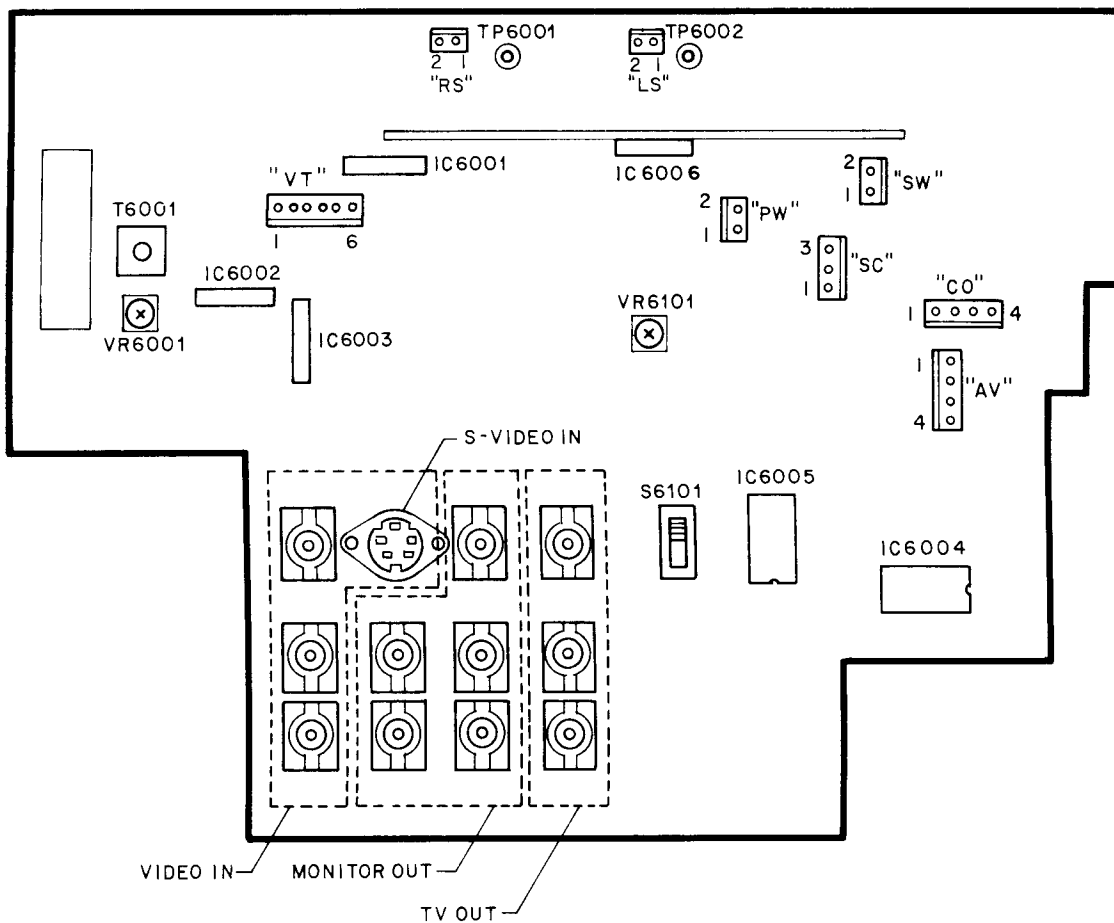 TP6001
TP6002
2 1
2 1
"RS"
"LS"
"VT"
IC6001
IC6006
2
1
"SW"
T6001
1 6
2
1
"PW"
3
1
"SC"
IC6002
"CO"
1 4
VR6101
VR6001
IC6003
1
4
"AV"
S-VIDEO IN
S6101
IC6005
IC6004
VIDEO IN
MONITOR OUT
TV OUT